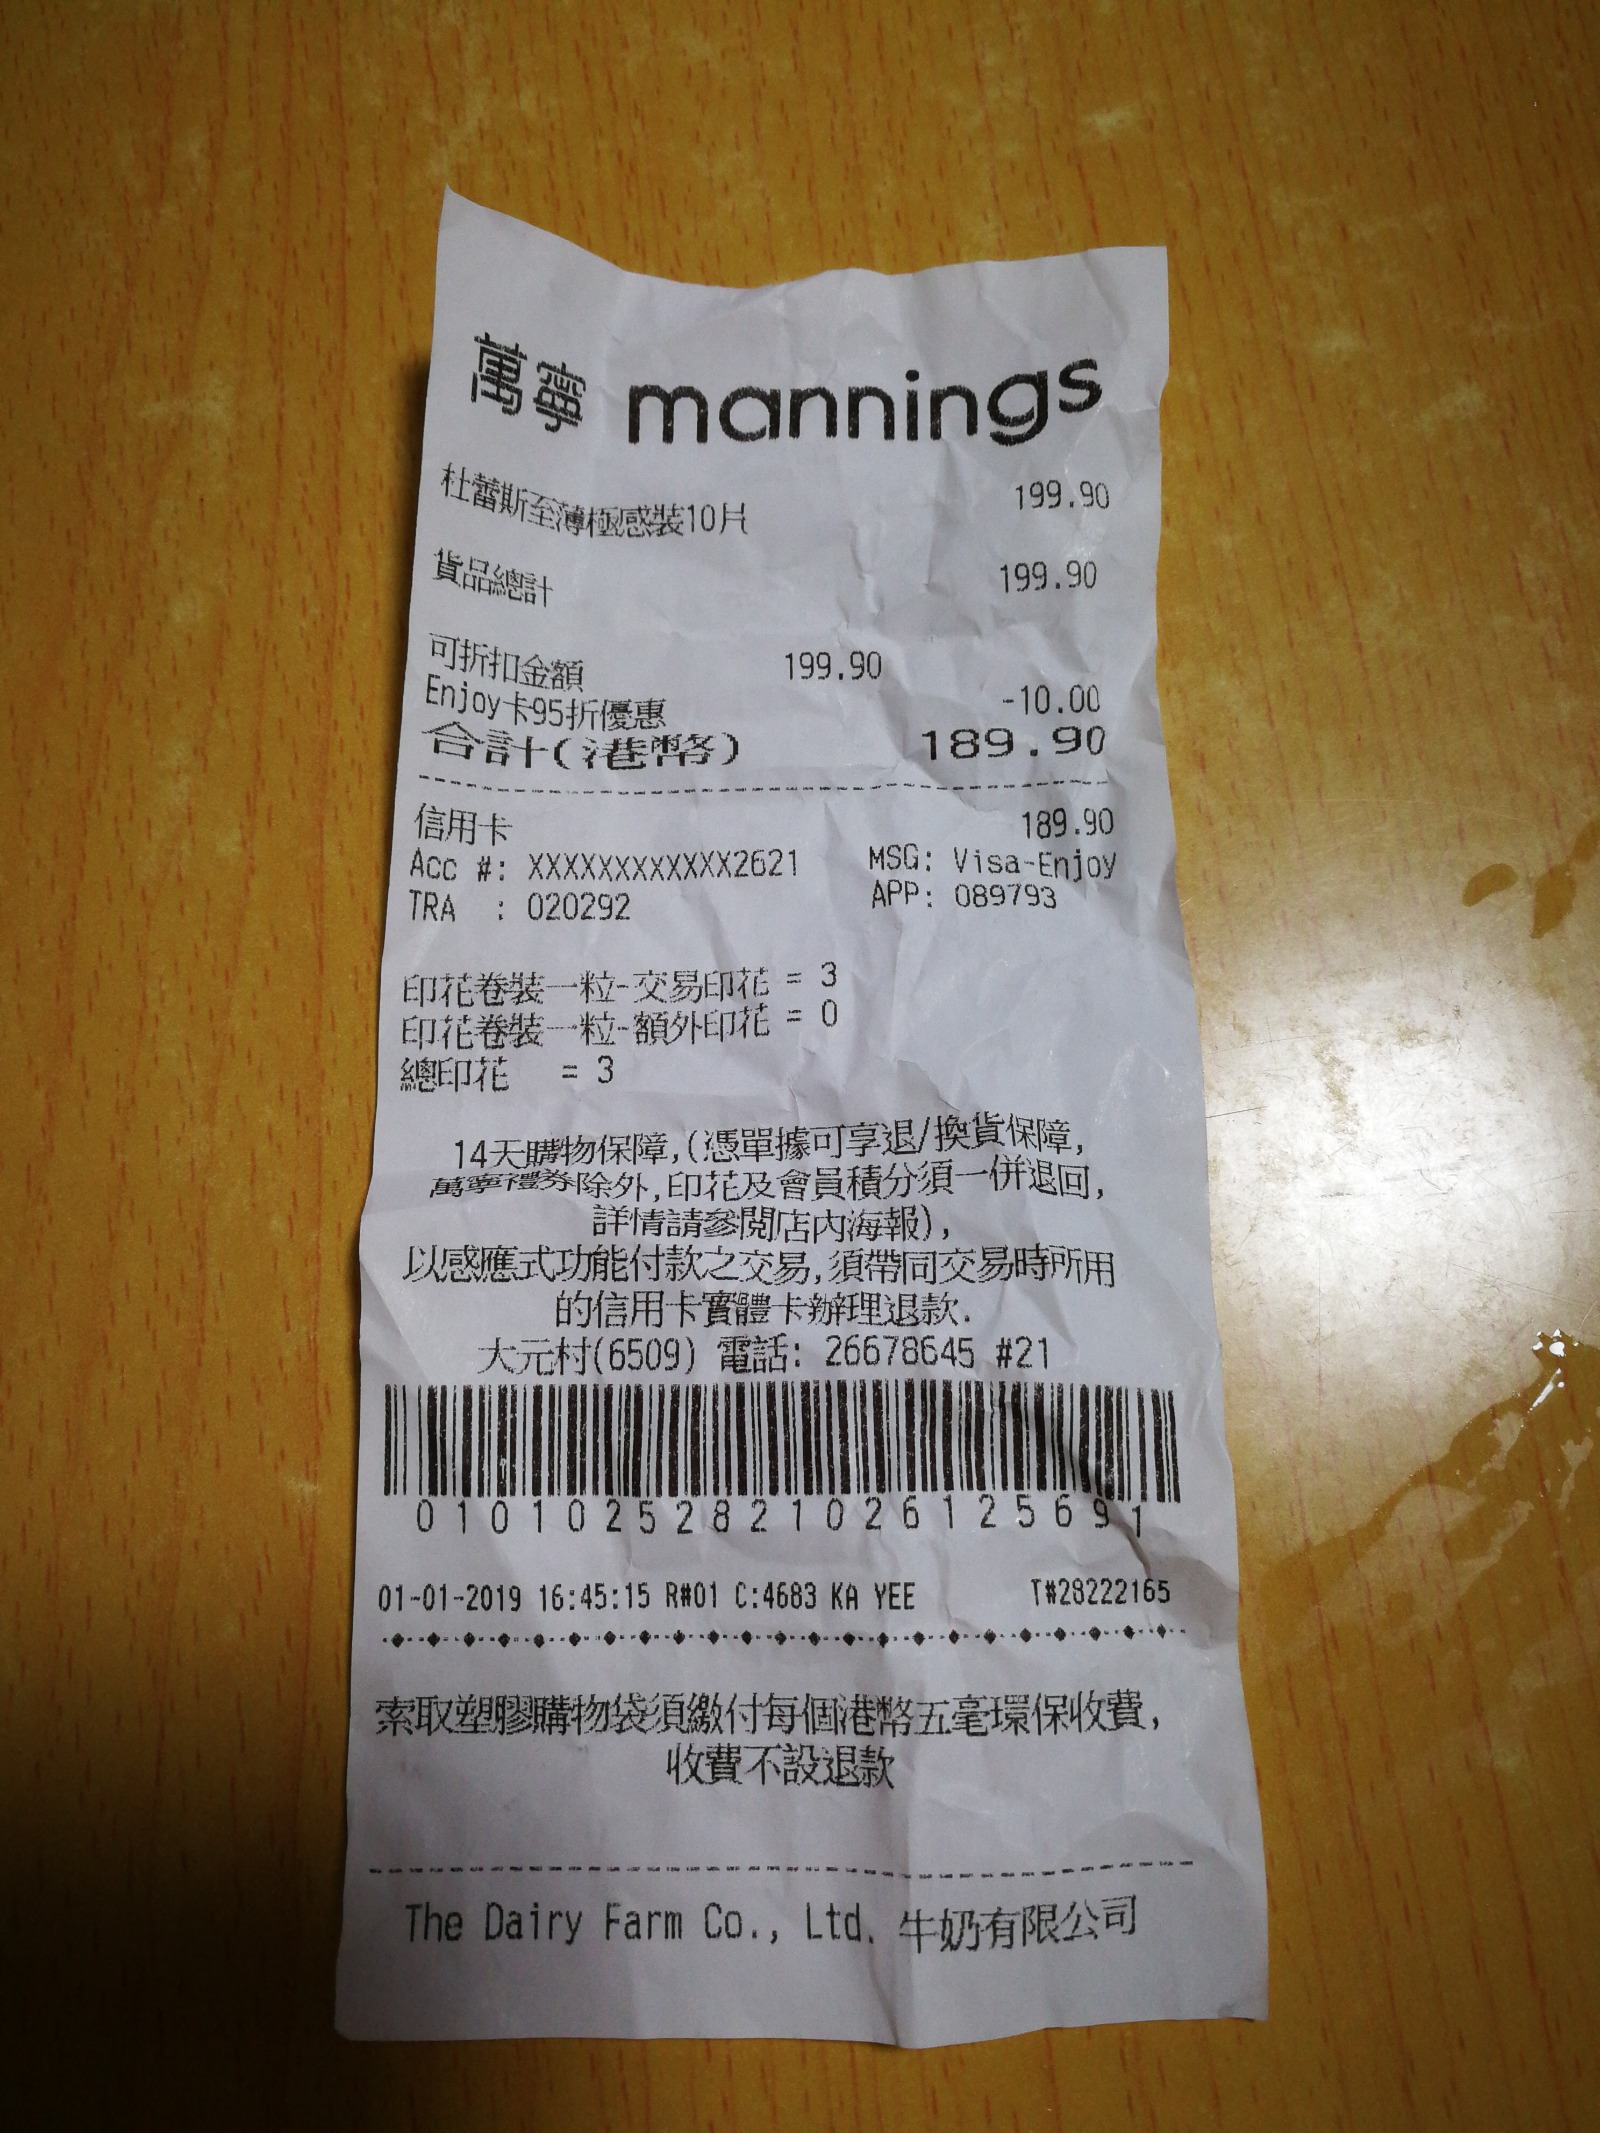 萬寧 mannings
杜蕾斯至薄極感裝10片 199.90
貨品總計 199.90
可折扣金額 199.90
Enjoy卡95折優惠 -10.00
合計(港幣) 189.90
信用卡 189.90
Acc #: XXXXXXXXXXXX2621 MSG: Visa-Enjoy
TRA : 020292 APP: 089793
印花卷裝一粒-交易印花 = 3
印花卷裝一粒-額外印花 = 0
總印花 = 3
14天購物保障,(憑單據可享退/換貨保障,
萬寧禮券除外,印花及會員積分須一併退回,
詳情請參閱店內海報),
以感應式功能付款之交易,須帶同交易時所用
的信用卡實體卡辦理退款.
大元村(6509) 電話: 26678645 #21
01010252821026125691
01-01-2019 16:45:15 R#01 C:4683 KA YEE T#28222165
索取塑膠購物袋須繳付每個港幣五毫環保收費,
收費不設退款
The Dairy Farm Co., Ltd. 牛奶有限公司